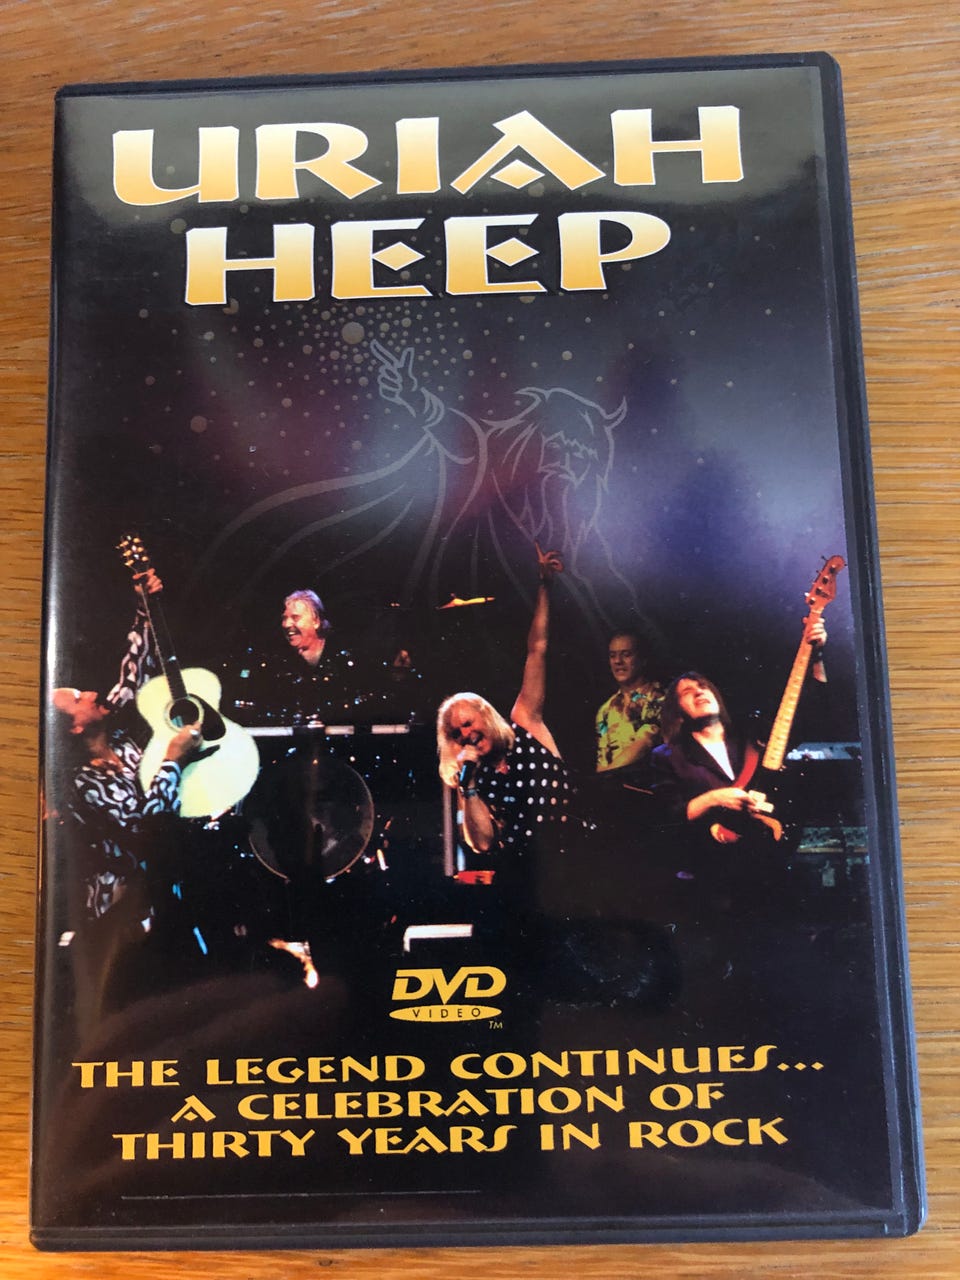 URIAH
HEEP
DVD
VIDEO
TM
THE LEGEND CONTINUES...
A CELEBRATION OF
THIRTY YEARS IN ROCK